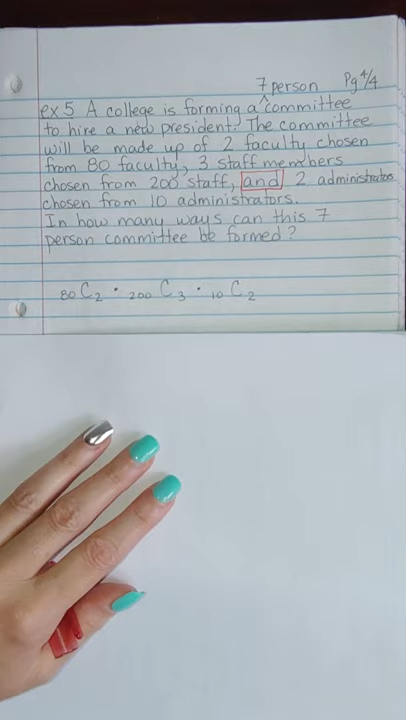 7 person Pg 4/4
ex 5 A college is forming a ^ committee
to hire a new president. The committee
will be made up of 2 faculty chosen
from 80 faculty, 3 staff members
chosen from 200 staff, and 2 administrators
chosen from 10 administrators.
In how many ways can this 7
person committee be formed?
₈₀C₂ · ₂₀₀C₃ · ₁₀C₂